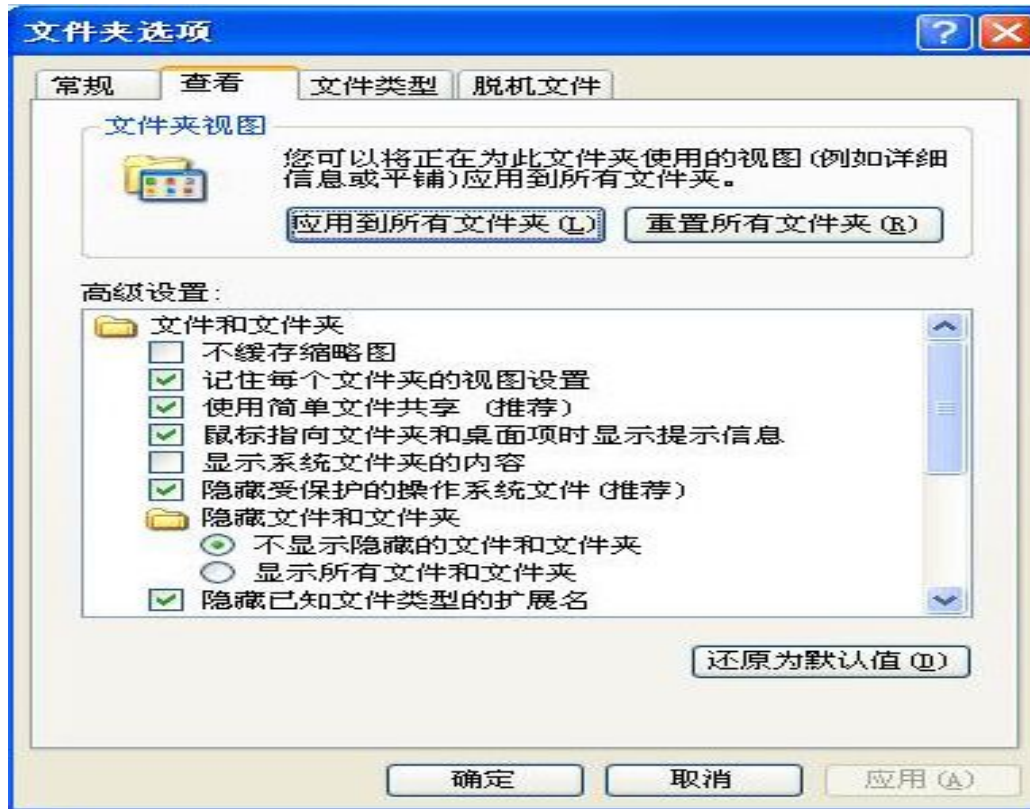 文件夹选项
常规 查看 文件类型 脱机文件
文件夹视图
您可以将正在为此文件夹使用的视图(例如详细
信息或平铺)应用到所有文件夹。
应用到所有文件夹(L) 重置所有文件夹(R)
高级设置:
文件和文件夹
不缓存缩略图
记住每个文件夹的视图设置
使用简单文件共享 (推荐)
鼠标指向文件夹和桌面项时显示提示信息
显示系统文件夹的内容
隐藏受保护的操作系统文件(推荐)
隐藏文件和文件夹
不显示隐藏的文件和文件夹
显示所有文件和文件夹
隐藏已知文件类型的扩展名
还原为默认值(D)
确定 取消 应用(A)